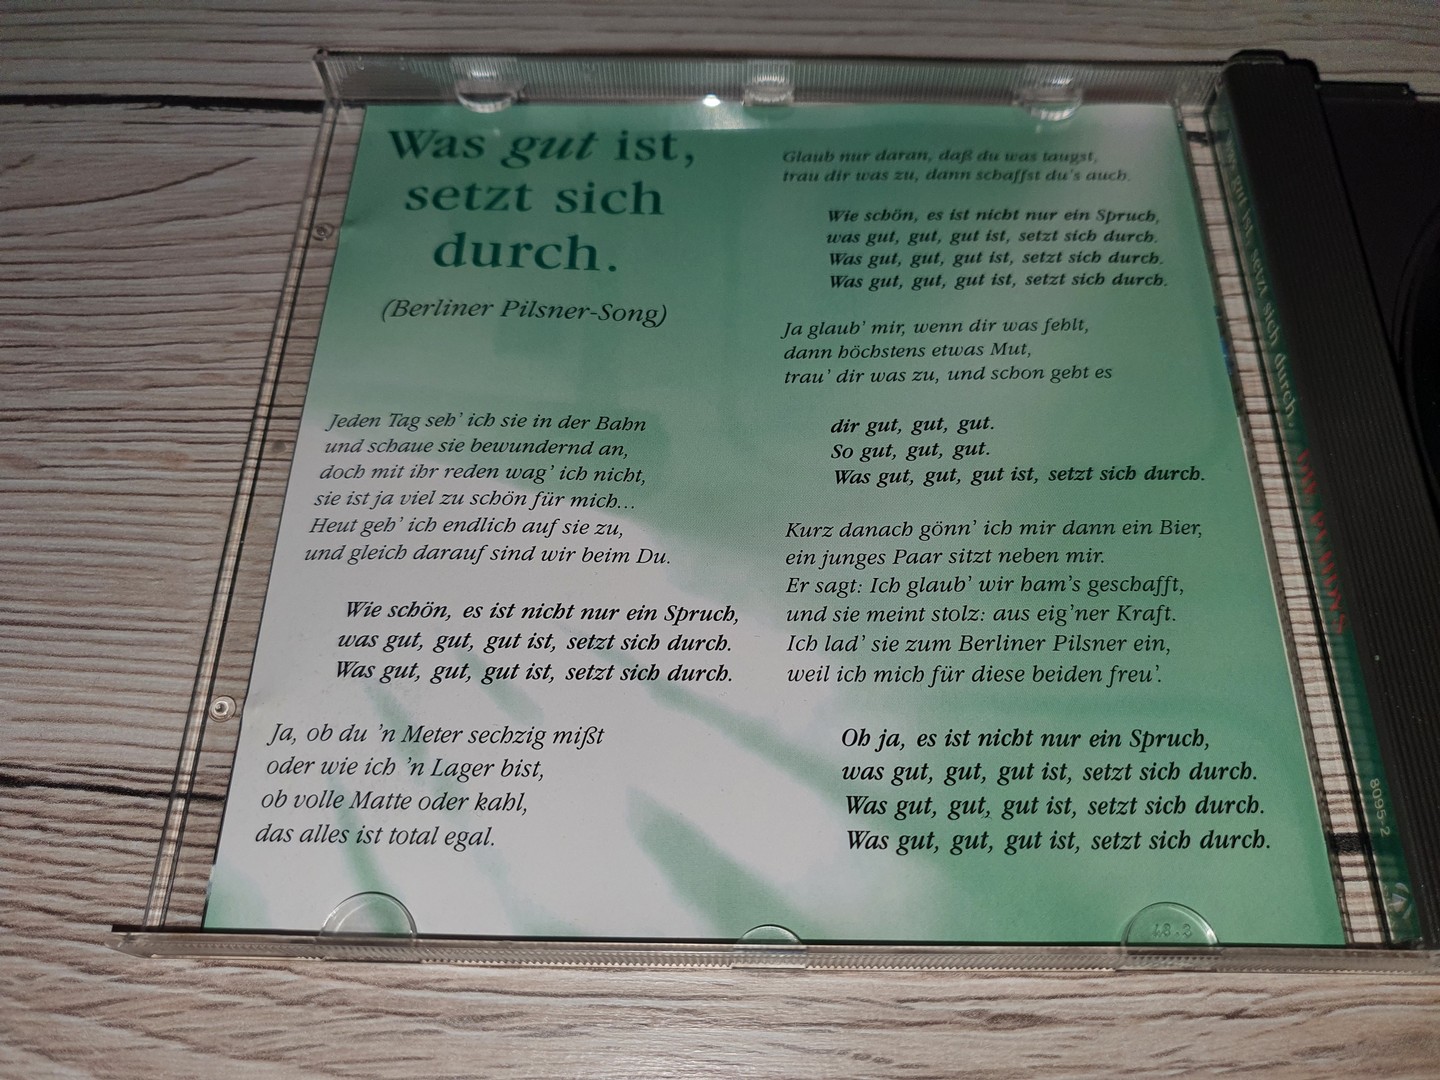 Was gut ist,
setzt sich
durch.
(Berliner Pilsner-Song)
Jeden Tag seh' ich sie in der Bahn
und schaue sie bewundernd an,
doch mit ihr reden wag' ich nicht,
sie ist ja viel zu schön für mich...
Heut geh' ich endlich auf sie zu,
und gleich darauf sind wir beim Du.
Wie schön, es ist nicht nur ein Spruch,
was gut, gut, gut ist, setzt sich durch.
Was gut, gut, gut ist, setzt sich durch.
Ja, ob du 'n Meter sechzig mißt
oder wie ich 'n Lager bist,
ob volle Matte oder kahl,
das alles ist total egal.
Glaub nur daran, daß du was taugst,
trau dir was zu, dann schaffst du's auch.
Wie schön, es ist nicht nur ein Spruch,
was gut, gut, gut ist, setzt sich durch.
Was gut, gut, gut ist, setzt sich durch.
Was gut, gut, gut ist, setzt sich durch.
Ja glaub' mir, wenn dir was fehlt,
dann höchstens etwas Mut,
trau' dir was zu, und schon geht es
dir gut, gut, gut.
So gut, gut, gut.
Was gut, gut, gut ist, setzt sich durch.
Kurz danach gönn' ich mir dann ein Bier,
ein junges Paar sitzt neben mir.
Er sagt: Ich glaub' wir ham's geschafft,
und sie meint stolz: aus eig'ner Kraft.
Ich lad' sie zum Berliner Pilsner ein,
weil ich mich für diese beiden freu'.
Oh ja, es ist nicht nur ein Spruch,
was gut, gut, gut ist, setzt sich durch.
Was gut, gut, gut ist, setzt sich durch.
Was gut, gut, gut ist, setzt sich durch.
Was gut ist, setzt sich durch.
8095-2